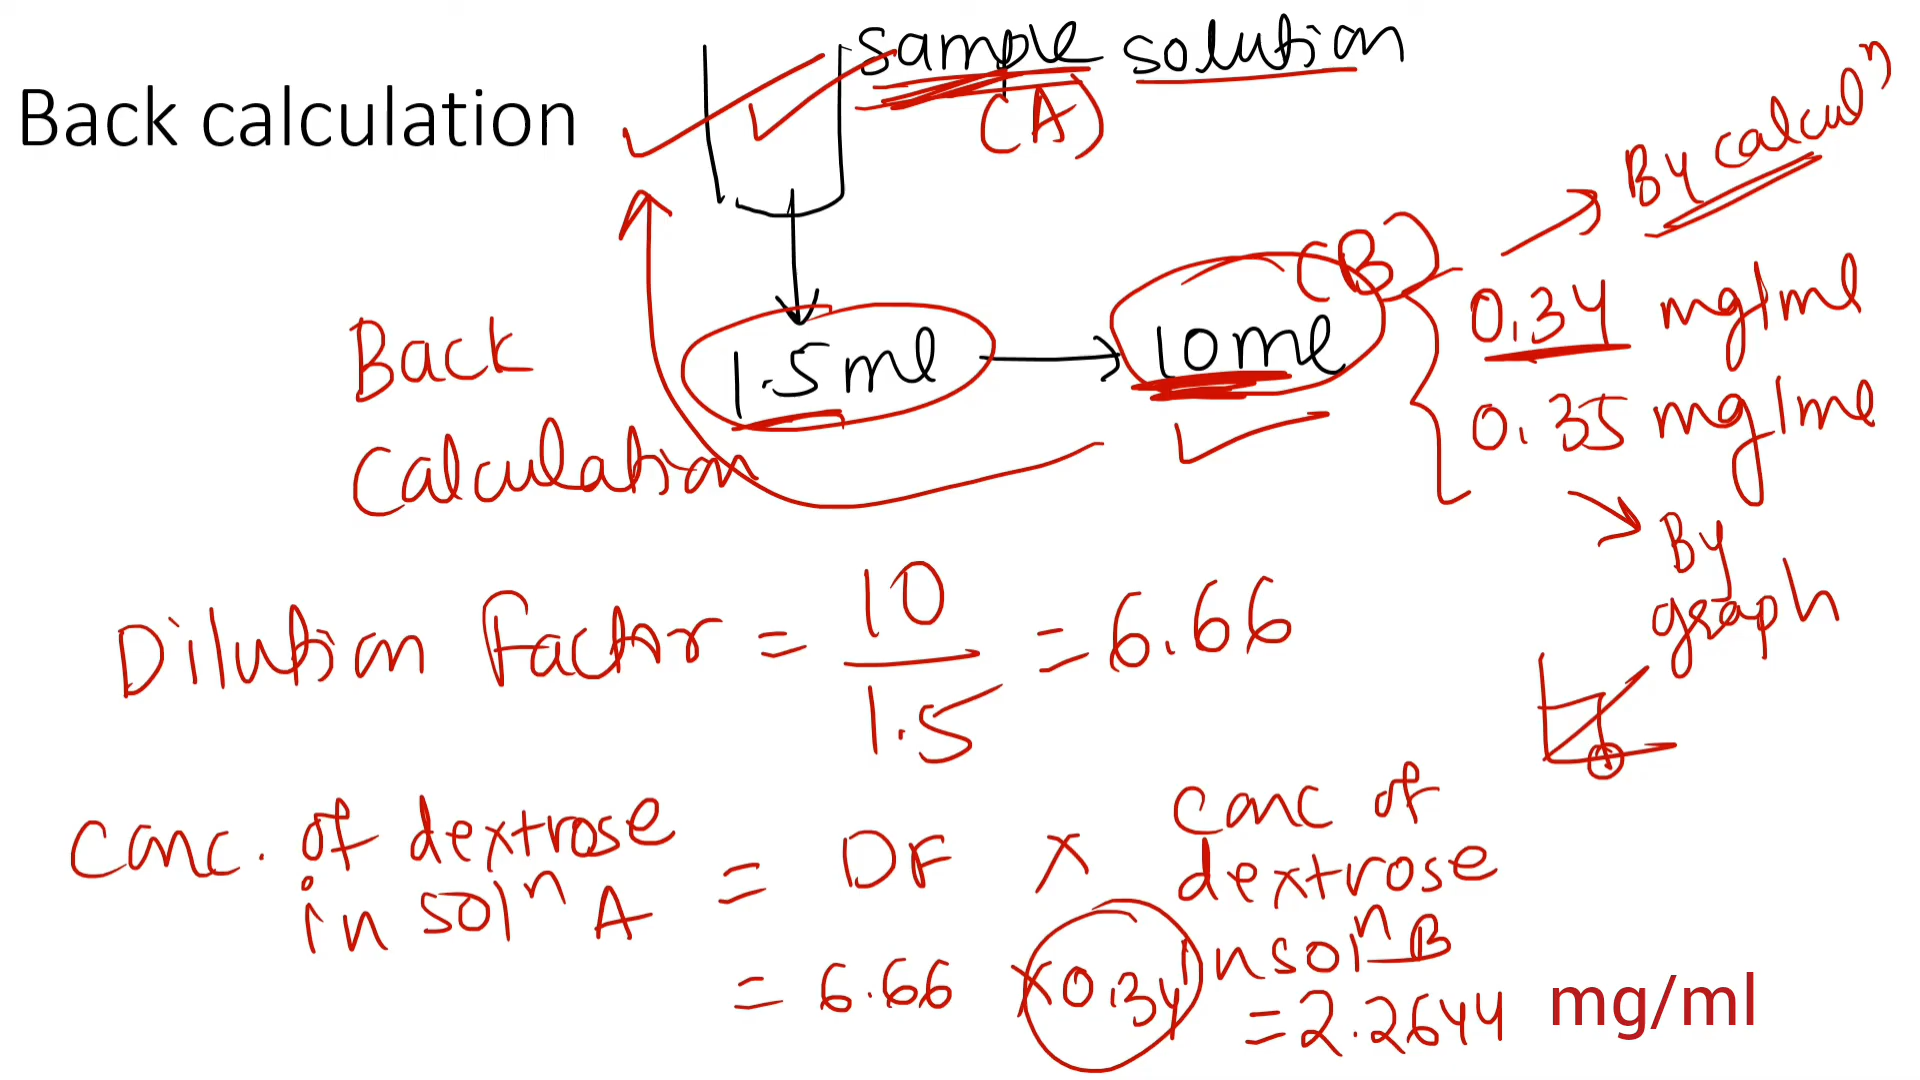 sample solution
(A)
Back calculation
By calculⁿ
(B)
0.34 mg/ml
1.5ml
10ml
0.35 mg/ml
Back
Calculation
By
graph
Dilution Factor = 10/1.5 = 6.66
Conc. of dextrose in solⁿ A = DF X Conc of dextrose in solⁿ B
= 6.66 X 0.34 = 2.2644 mg/ml